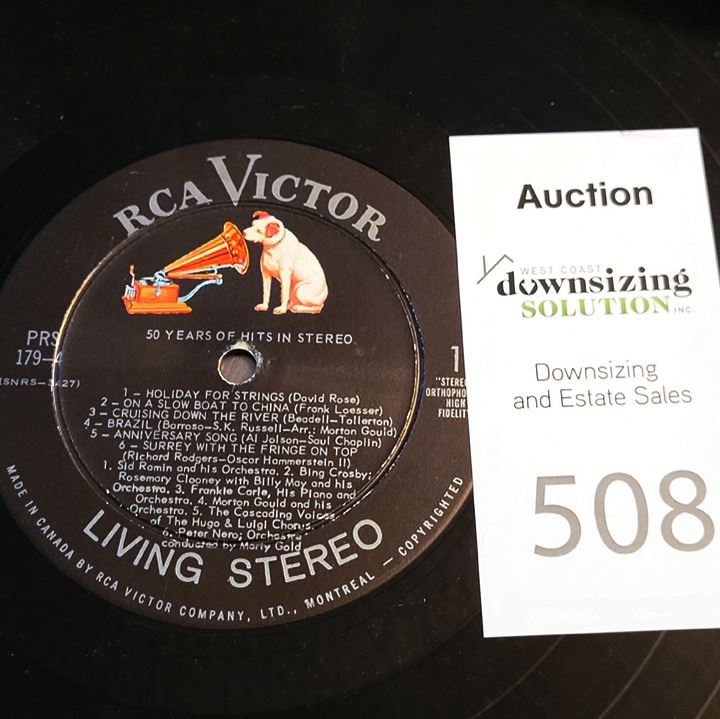 RCA VICTOR
50 YEARS OF HITS IN STEREO
PRS
179-4
(SNRS-3427)
1
"STEREO
ORTHOPHO
HIGH
FIDELIT
1 - HOLIDAY FOR STRINGS (David Rose)
2 - ON A SLOW BOAT TO CHINA (Frank Loesser)
3 - CRUISING DOWN THE RIVER (Beadell-Tollerton)
4 - BRAZIL (Barroso-S.K. Russell-Arr.: Morton Gould)
5 - ANNIVERSARY SONG (Al Jolson-Saul Chaplin)
6 - SURREY WITH THE FRINGE ON TOP
(Richard Rodgers-Oscar Hammerstein II)
1. Sid Ramin and his Orchestra. 2. Bing Crosby;
Rosemary Clooney with Billy May and his
Orchestra. 3. Frankie Carle, His Piano and
Orchestra. 4. Morton Gould and his
Orchestra. 5. The Cascading Voices
of The Hugo & Luigi Chorus.
6. Peter Nero; Orchestra
conducted by Marty Gold
LIVING STEREO
MADE IN CANADA BY RCA VICTOR COMPANY, LTD., MONTREAL - COPYRIGHTED
Auction
WEST COAST
downsizing
SOLUTION INC.
Downsizing
and Estate Sales
508